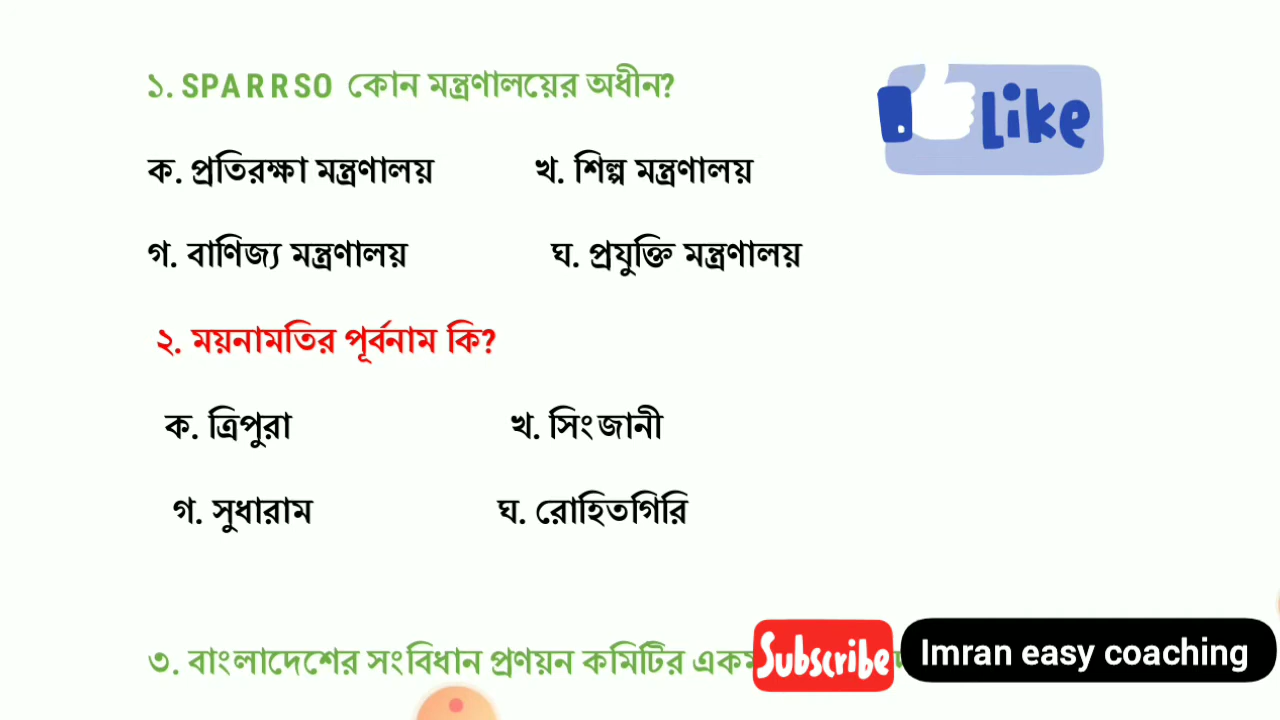 ১. SPARRSO কোন মন্ত্রণালয়ের অধীন?
Like
ক. প্রতিরক্ষা মন্ত্রণালয় খ. শিল্প মন্ত্রণালয়
গ. বাণিজ্য মন্ত্রণালয় ঘ. প্রযুক্তি মন্ত্রণালয়
২. ময়নামতির পূর্বনাম কি?
ক. ত্রিপুরা খ. সিংজানী
গ. সুধারাম ঘ. রোহিতগিরি
৩. বাংলাদেশের সংবিধান প্রণয়ন কমিটির
Subscribe
Imran easy coaching